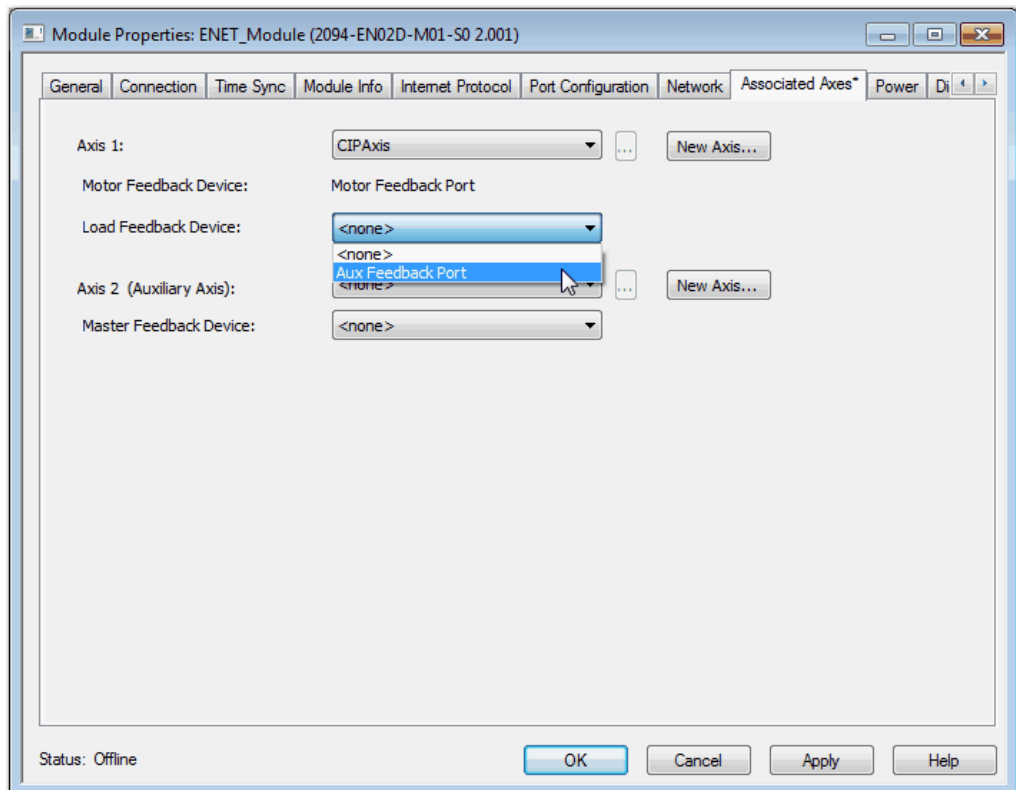 Module Properties: ENET_Module (2094-EN02D-M01-S0 2.001)
General Connection Time Sync Module Info Internet Protocol Port Configuration Network Associated Axes* Power Di
Axis 1: CIPAxis ... New Axis...
Motor Feedback Device: Motor Feedback Port
Load Feedback Device: <none>
<none>
Aux Feedback Port
Axis 2 (Auxiliary Axis): <none> ... New Axis...
Master Feedback Device: <none>
Status: Offline OK Cancel Apply Help